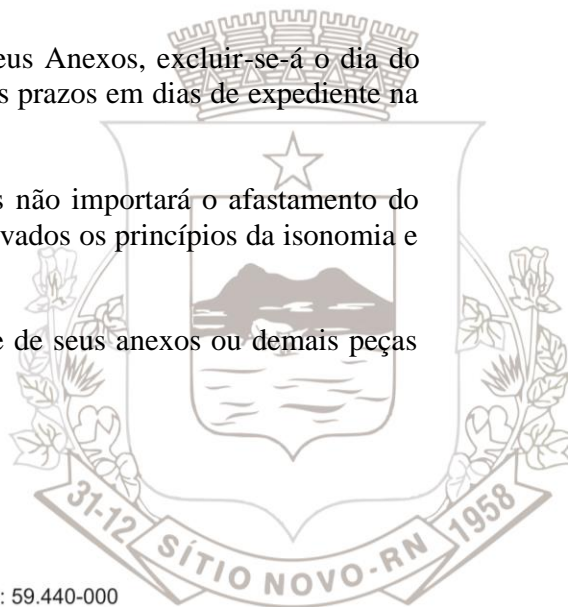 eus Anexos, excluir-se-á o dia do
s prazos em dias de expediente na
s não importará o afastamento do
vados os princípios da isonomia e
e de seus anexos ou demais peças
31-12 SÍTIO NOVO-RN 1958
: 59.440-000